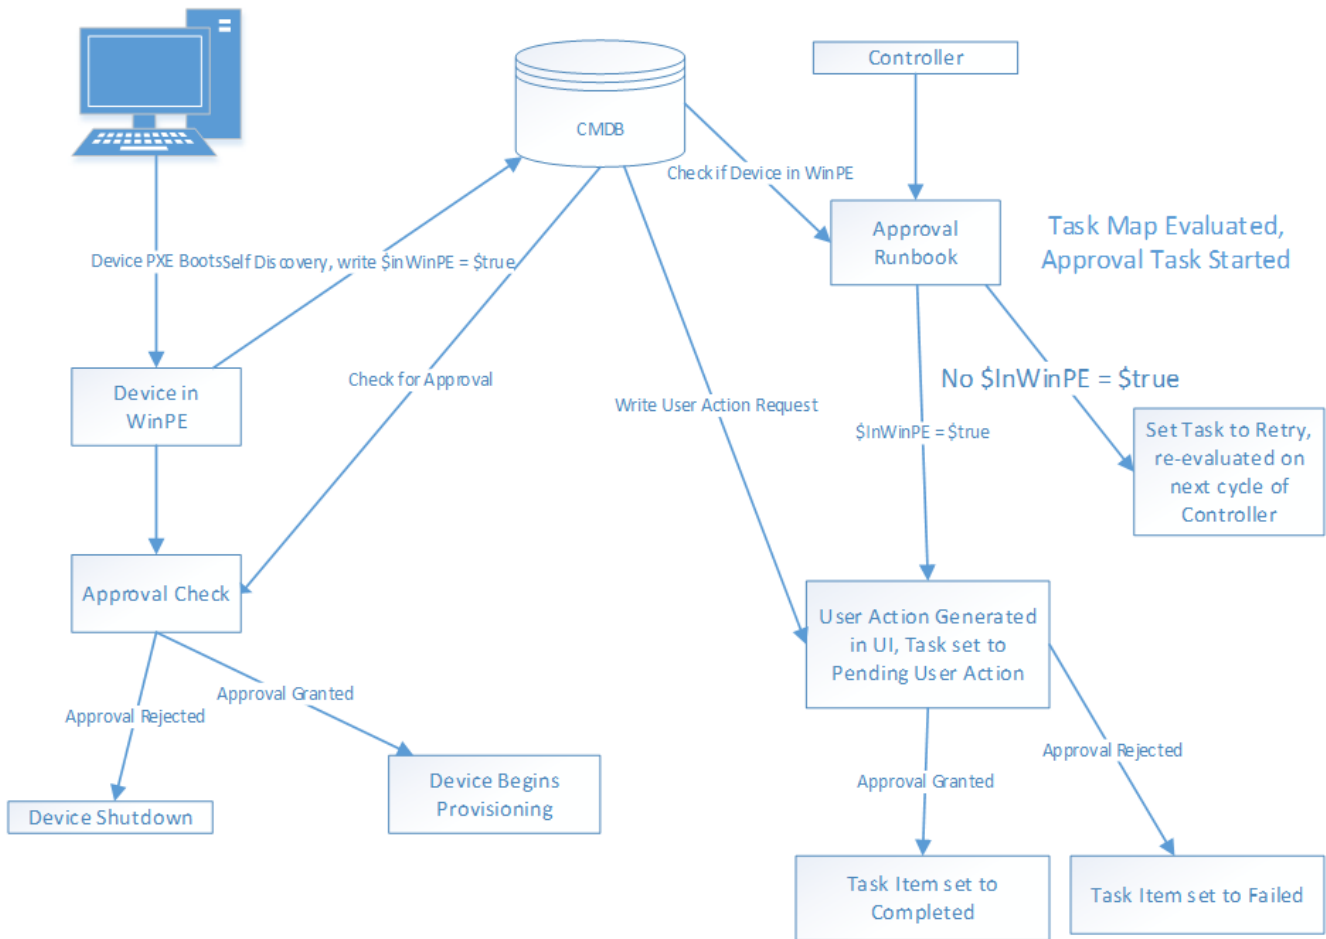 Controller
CMDB
Check if Device in WinPE
Approval
Runbook
Task Map Evaluated,
Approval Task Started
Device PXE Boots
Self Discovery, write $inWinPE = $true
Device in
WinPE
Check for Approval
No $InWinPE = $true
Write User Action Request
$InWinPE = $true
Set Task to Retry,
re-evaluated on
next cycle of
Controller
Approval Check
User Action Generated
in UI, Task set to
Pending User Action
Approval Granted
Approval Rejected
Approval Rejected
Approval Granted
Device Begins
Provisioning
Device Shutdown
Task Item set to
Completed
Task Item set to Failed